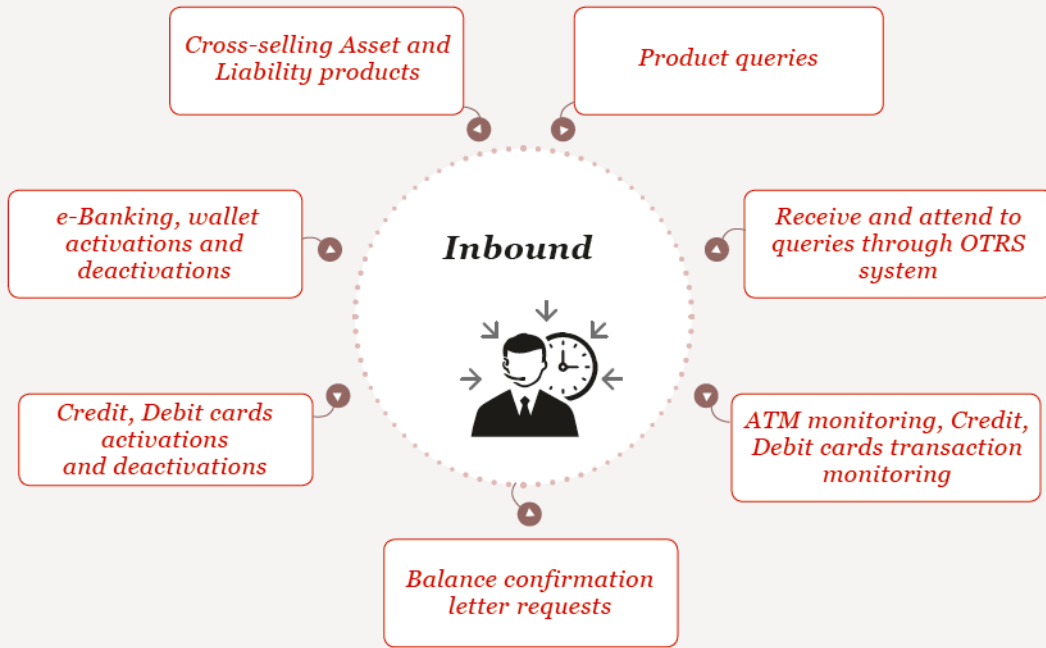 Cross-selling Asset and
Liability products
Product queries
e-Banking, wallet
activations and
deactivations
Inbound
Receive and attend to
queries through OTRS
system
Credit, Debit cards
activations
and deactivations
ATM monitoring, Credit,
Debit cards transaction
monitoring
Balance confirmation
letter requests